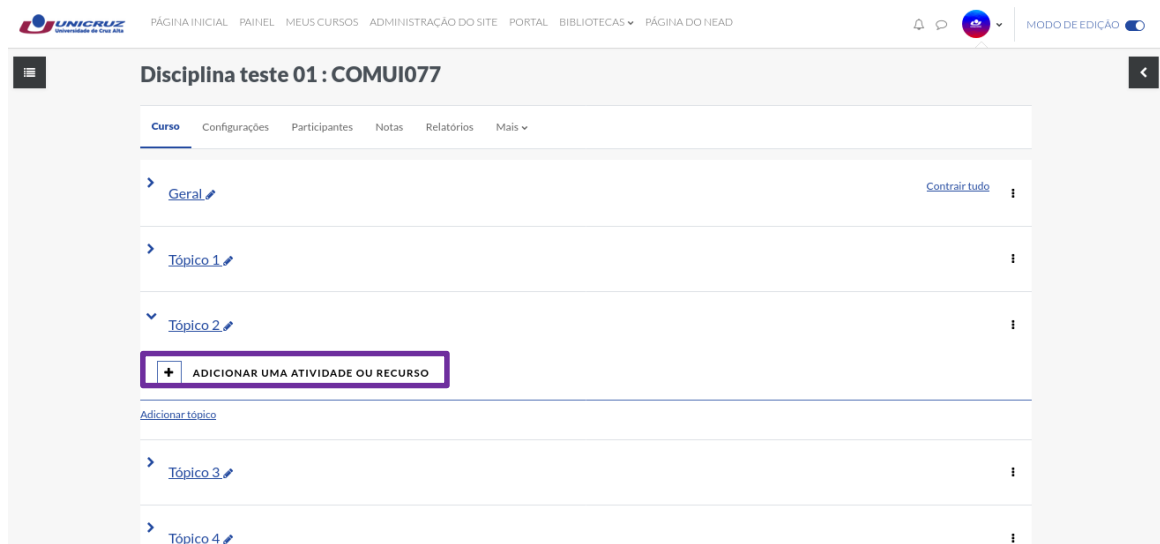 UNICRUZ
Universidade de Cruz Alta
PÁGINA INICIAL PAINEL MEUS CURSOS ADMINISTRAÇÃO DO SITE PORTAL BIBLIOTECAS PÁGINA DO NEAD
MODO DE EDIÇÃO
Disciplina teste 01 : COMUI077
Curso Configurações Participantes Notas Relatórios Mais
Contrair tudo
Geral
Tópico 1
Tópico 2
ADICIONAR UMA ATIVIDADE OU RECURSO
Adicionar tópico
Tópico 3
Tópico 4